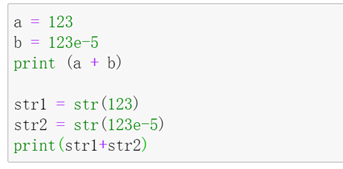 a = 123
b = 123e-5
print (a + b)
str1 = str(123)
str2 = str(123e-5)
print(str1+str2)